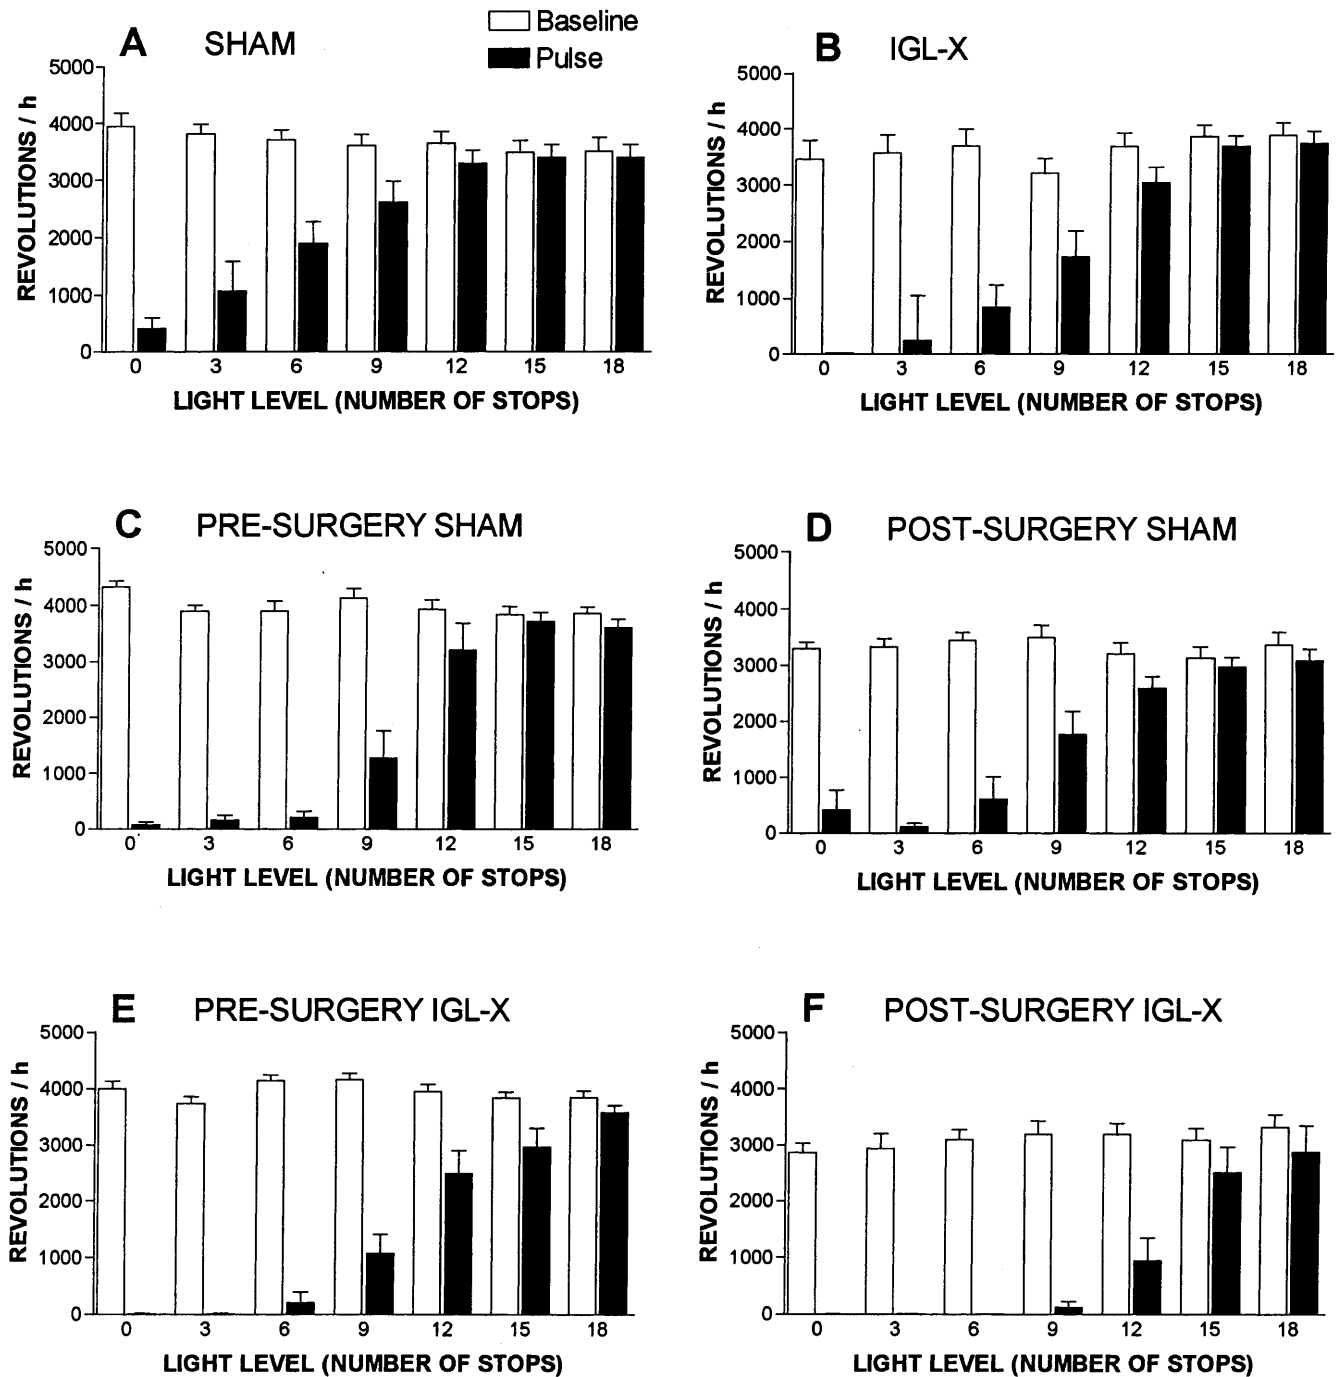 Baseline
Pulse
A SHAM
5000
4000
3000
2000
1000
0
REVOLUTIONS / h
0 3 6 9 12 15 18
LIGHT LEVEL (NUMBER OF STOPS)
B IGL-X
5000
4000
3000
2000
1000
0
REVOLUTIONS / h
0 3 6 9 12 15 18
LIGHT LEVEL (NUMBER OF STOPS)
C PRE-SURGERY SHAM
5000
4000
3000
2000
1000
0
REVOLUTIONS / h
0 3 6 9 12 15 18
LIGHT LEVEL (NUMBER OF STOPS)
D POST-SURGERY SHAM
5000
4000
3000
2000
1000
0
REVOLUTIONS / h
0 3 6 9 12 15 18
LIGHT LEVEL (NUMBER OF STOPS)
E PRE-SURGERY IGL-X
5000
4000
3000
2000
1000
0
REVOLUTIONS / h
0 3 6 9 12 15 18
LIGHT LEVEL (NUMBER OF STOPS)
F POST-SURGERY IGL-X
5000
4000
3000
2000
1000
0
REVOLUTIONS / h
0 3 6 9 12 15 18
LIGHT LEVEL (NUMBER OF STOPS)